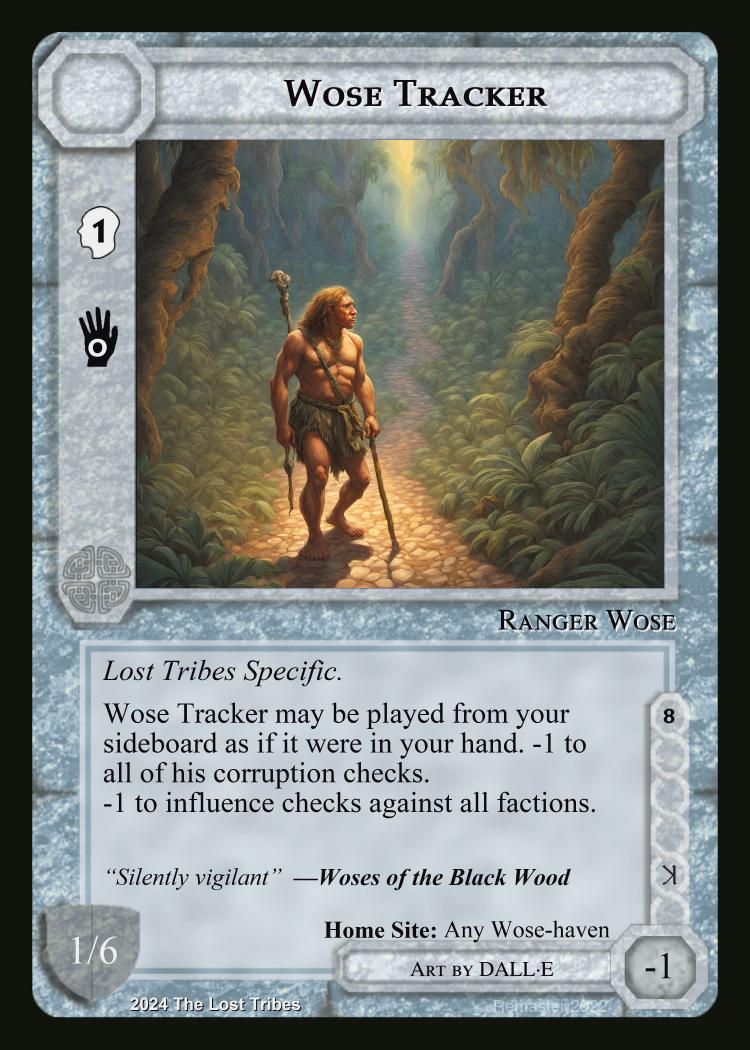 Wose Tracker
1
0
Ranger Wose
Lost Tribes Specific.
Wose Tracker may be played from your
sideboard as if it were in your hand. -1 to
all of his corruption checks.
-1 to influence checks against all factions.
8
“Silently vigilant” —Woses of the Black Wood
Home Site: Any Wose-haven
1/6
Art by DALL·E
-1
2024 The Lost Tribes
Remaster 2022